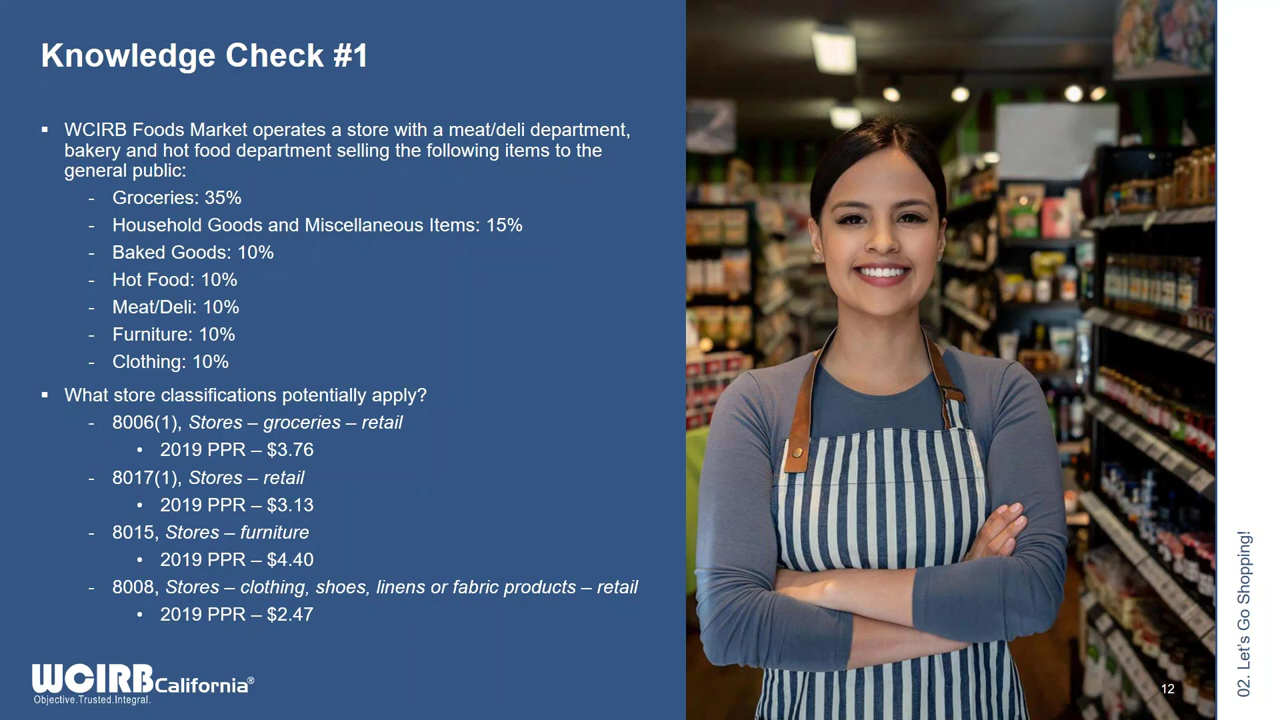 Knowledge Check #1
▪ WCIRB Foods Market operates a store with a meat/deli department,
bakery and hot food department selling the following items to the
general public:
- Groceries: 35%
- Household Goods and Miscellaneous Items: 15%
- Baked Goods: 10%
- Hot Food: 10%
- Meat/Deli: 10%
- Furniture: 10%
- Clothing: 10%
▪ What store classifications potentially apply?
- 8006(1), Stores – groceries – retail
• 2019 PPR – $3.76
- 8017(1), Stores – retail
• 2019 PPR – $3.13
- 8015, Stores – furniture
• 2019 PPR – $4.40
- 8008, Stores – clothing, shoes, linens or fabric products – retail
• 2019 PPR – $2.47
WCIRB California®
Objective.Trusted.Integral.
12
02. Let's Go Shopping!